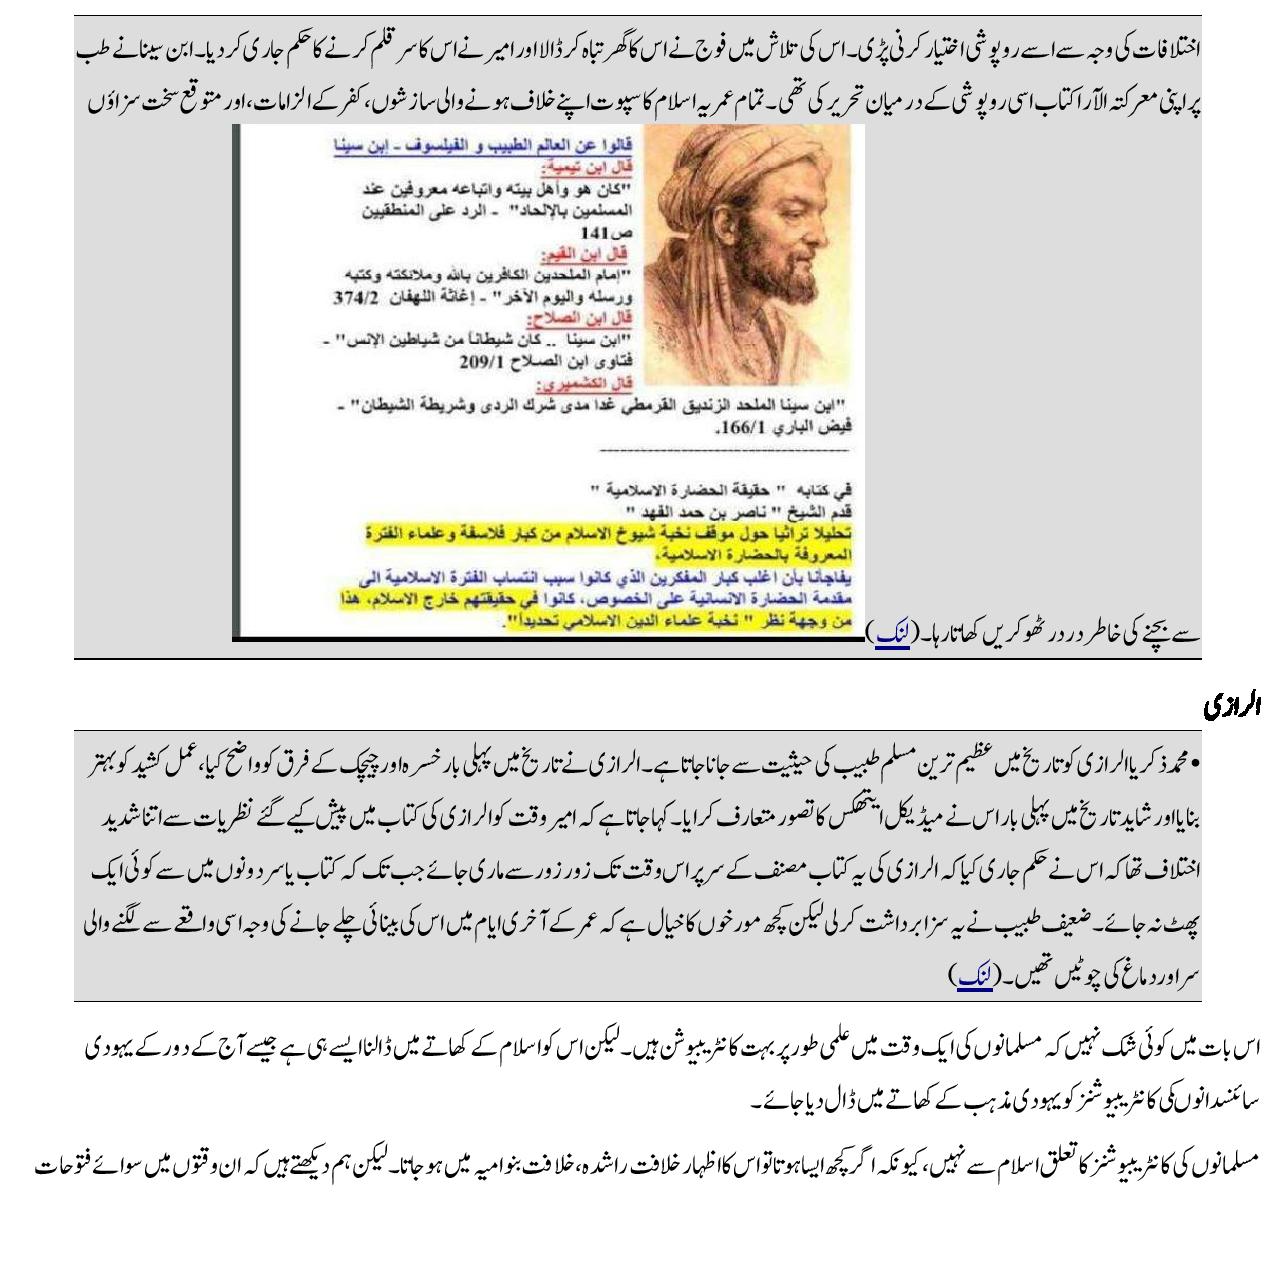 اختلافات کی وجہ سے اسے روپوشی اختیار کرنی پڑی۔ اس کی تلاش میں فوج نے اس کا گھر تباہ کر ڈالا اور امیر نے اس کا سر قلم کرنے کا حکم جاری کر دیا۔ ابن سینا نے طب
پر اپنی معرکتہ الآرا کتاب اسی روپوشی کے درمیان تحریر کی تھی۔ تمام عمر یہ اسلام کا سپوت اپنے خلاف ہونے والی سازشوں، کفر کے الزامات، اور متوقع سخت سزاؤں
قالوا عن العالم الطبيب و الفيلسوف - إبن سينا
قال ابن تيمية:
"كان هو وأهل بيته واتباعه معروفين عند
المسلمين بالإلحاد" - الرد على المنطقيين
ص141
قال ابن القيم:
"إمام الملحدين الكافرين بالله وملائكته وكتبه
ورسله واليوم الآخر" - إغاثة اللهفان 374/2
قال ابن الصلاح:
"ابن سينا .. كان شيطاناً من شياطين الإنس" -
فتاوى ابن الصلاح 209/1
قال الكشميري:
"ابن سينا الملحد الزنديق القرمطي غدا مدى شرك الردى وشريطة الشيطان" -
فيض الباري 166/1.
---------------------------------
في كتابه " حقيقة الحضارة الاسلامية "
قدم الشيخ " ناصر بن حمد الفهد "
تحليلا تراثيا حول موقف نخبة شيوخ الاسلام من كبار فلاسفة وعلماء الفترة
المعروفة بالحضارة الاسلامية،
يفاجأنا بأن اغلب كبار المفكرين الذي كانوا سبب انتساب الفترة الاسلامية الى
مقدمة الحضارة الانسانية على الخصوص، كانوا في حقيقتهم خارج الاسلام، هذا
من وجهة نظر " نخبة علماء الدين الاسلامي تحديداً".
سے بچنے کی خاطر در در ٹھوکریں کھاتا رہا۔ (لنک)
الرازی
• محمد زکریا الرازی کو تاریخ میں عظیم ترین مسلم طبیب کی حیثیت سے جانا جاتا ہے۔ الرازی نے تاریخ میں پہلی بار خسرہ اور چیچک کے فرق کو واضح کیا، عمل کشید کو بہتر
بنایا اور شاید تاریخ میں پہلی بار اس نے میڈیکل ایتھکس کا تصور متعارف کرایا۔ کہا جاتا ہے کہ امیر وقت کو الرازی کی کتاب میں پیش کیے گئے نظریات سے اتنا شدید
اختلاف تھا کہ اس نے حکم جاری کیا کہ الرازی کی یہ کتاب مصنف کے سر پر اس وقت تک زور زور سے ماری جائے جب تک کہ کتاب یا سر دونوں میں سے کوئی ایک
پھٹ نہ جائے۔ ضعیف طبیب نے یہ سزا برداشت کر لی لیکن کچھ مورخوں کا خیال ہے کہ عمر کے آخری ایام میں اس کی بینائی چلے جانے کی وجہ اسی واقعے سے لگنے والی
سر اور دماغ کی چوٹیں تھیں۔ (لنک)
اس بات میں کوئی شک نہیں کہ مسلمانوں کی ایک وقت میں علمی طور پر بہت کانٹریبیوشن ہیں۔ لیکن اس کو اسلام کے کھاتے میں ڈالنا ایسے ہی ہے جیسے آج کے دور کے یہودی
سائنسدانوں کی کانٹریبیوشنز کو یہودی مذہب کے کھاتے میں ڈال دیا جائے۔
مسلمانوں کی کانٹریبیوشنز کا تعلق اسلام سے نہیں، کیونکہ اگر کچھ ایسا ہوتا تو اس کا اظہار خلافت راشدہ، خلافت بنو امیہ میں ہو جاتا۔ لیکن ہم دیکھتے ہیں کہ ان وقتوں میں سوائے فتوحات